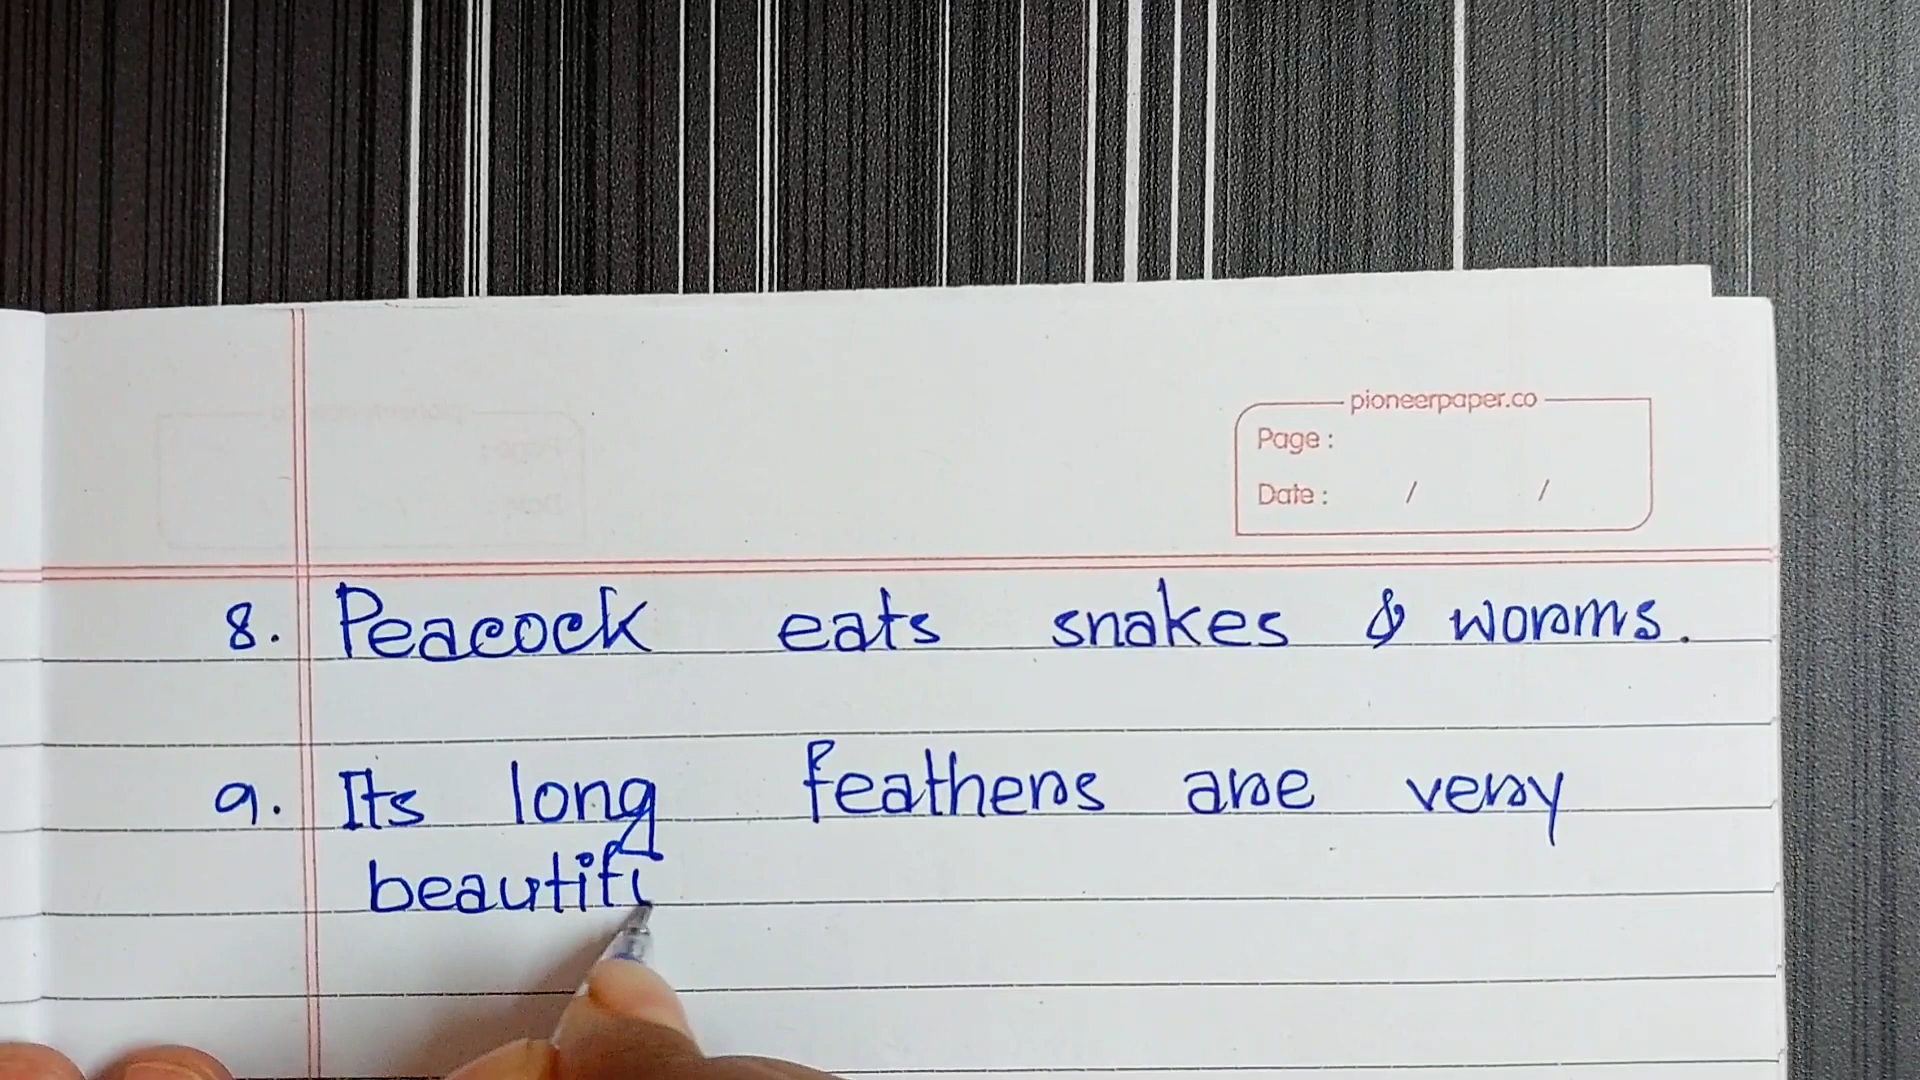 pioneerpaper.co
Page :
Date : / /
8. Peacock eats snakes & worms.
9. Its long feathers are very
beautifu